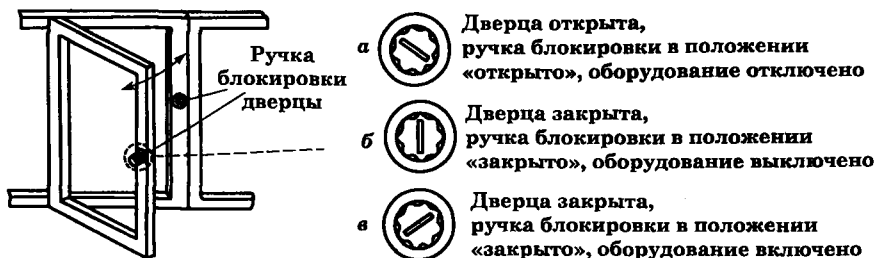 Ручка
блокировки
дверцы
а
Дверца открыта,
ручка блокировки в положении
«открыто», оборудование отключено
б
Дверца закрыта,
ручка блокировки в положении
«закрыто», оборудование выключено
в
Дверца закрыта,
ручка блокировки в положении
«закрыто», оборудование включено